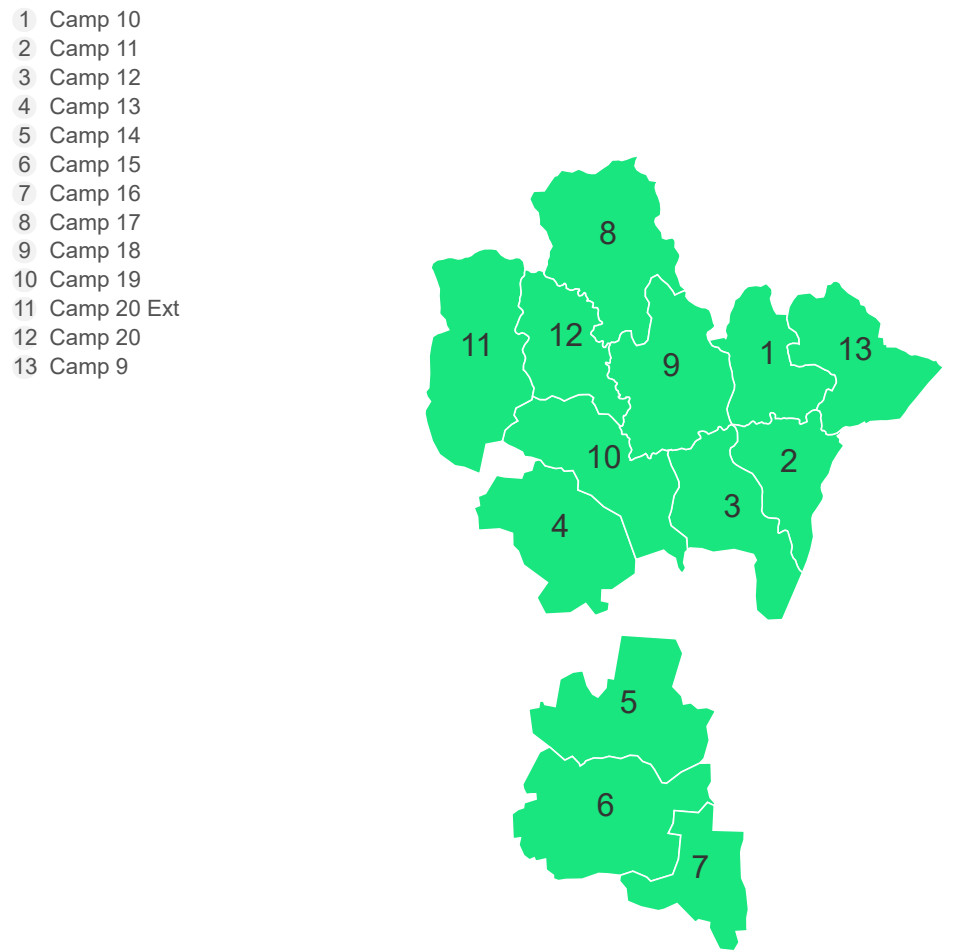 1 Camp 10
2 Camp 11
3 Camp 12
4 Camp 13
5 Camp 14
6 Camp 15
7 Camp 16
8 Camp 17
9 Camp 18
10 Camp 19
11 Camp 20 Ext
12 Camp 20
13 Camp 9
8
12
11
1
13
9
10
2
3
4
5
6
7